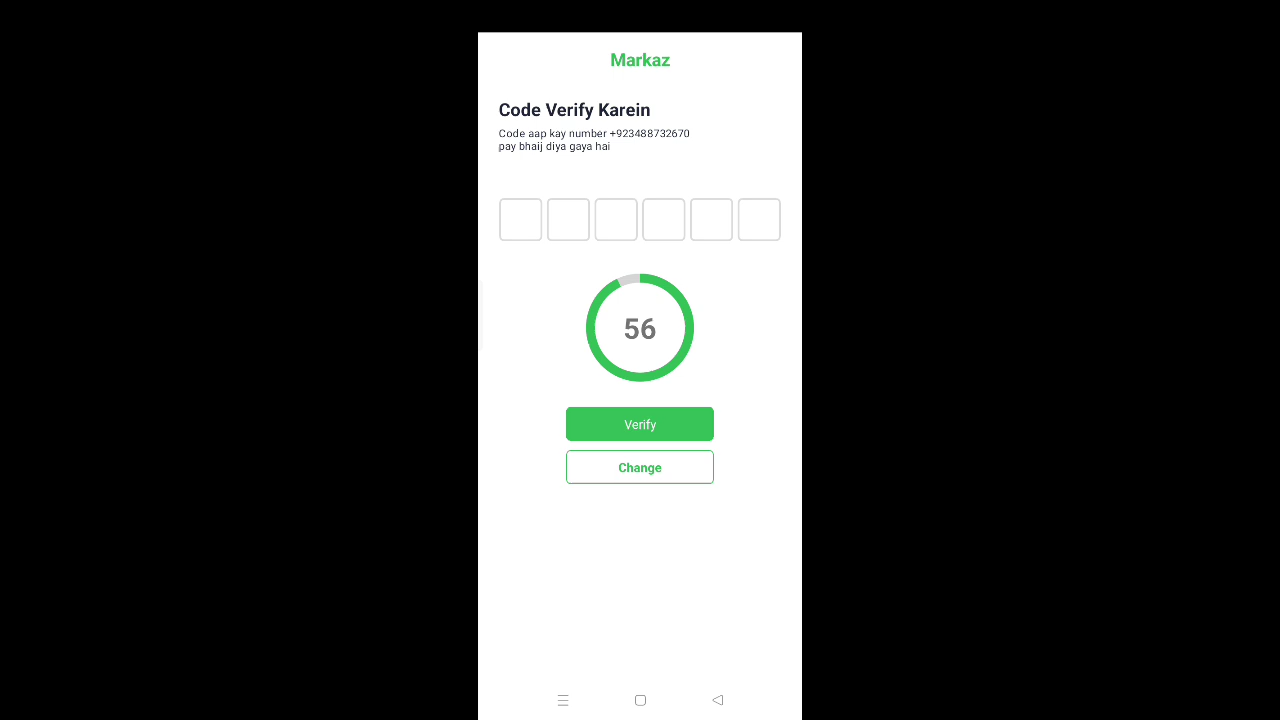 Markaz
Code Verify Karein
Code aap kay number +923488732670
pay bhaij diya gaya hai
56
Verify
Change